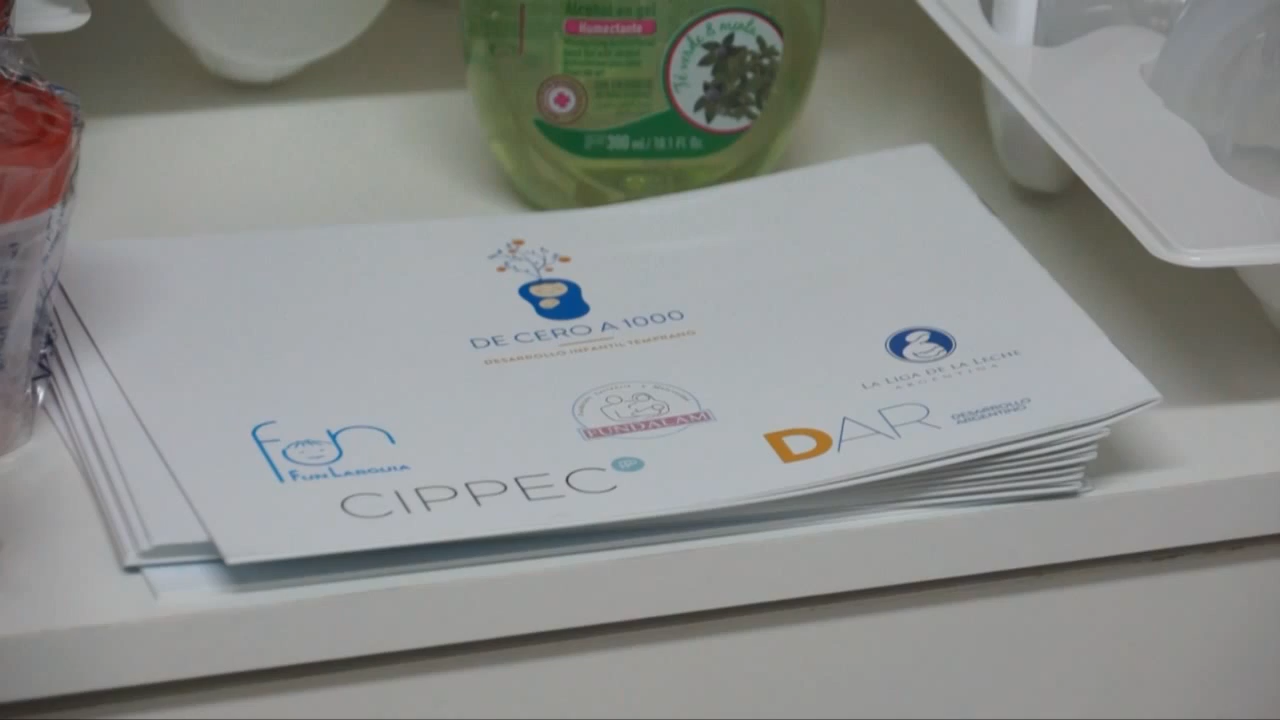 Alcohol en gel
Humectante
Té verde & menta
300 ml / 10.1 Fl. Oz.
DE CERO A 1000
DESARROLLO INFANTIL TEMPRANO
LA LIGA DE LA LECHE
ARGENTINA
FUNDALAM
fon
FUNLARGUIA
DAR
DESARROLLO
ARGENTINO
CIPPEC